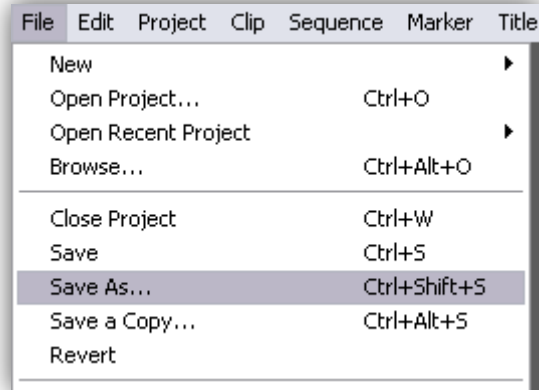 File Edit Project Clip Sequence Marker Title
New
Open Project... Ctrl+O
Open Recent Project
Browse... Ctrl+Alt+O
Close Project Ctrl+W
Save Ctrl+S
Save As... Ctrl+Shift+S
Save a Copy... Ctrl+Alt+S
Revert